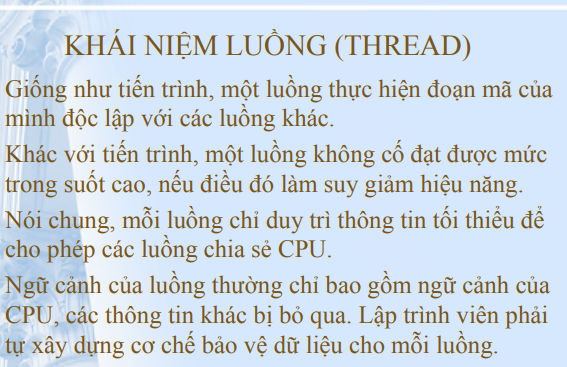 KHÁI NIỆM LUỒNG (THREAD)
Giống như tiến trình, một luồng thực hiện đoạn mã của
mình độc lập với các luồng khác.
Khác với tiến trình, một luồng không cố đạt được mức
trong suốt cao, nếu điều đó làm suy giảm hiệu năng.
Nói chung, mỗi luồng chỉ duy trì thông tin tối thiểu để
cho phép các luồng chia sẻ CPU.
Ngữ cảnh của luồng thường chỉ bao gồm ngữ cảnh của
CPU, các thông tin khác bị bỏ qua. Lập trình viên phải
tự xây dựng cơ chế bảo vệ dữ liệu cho mỗi luồng.